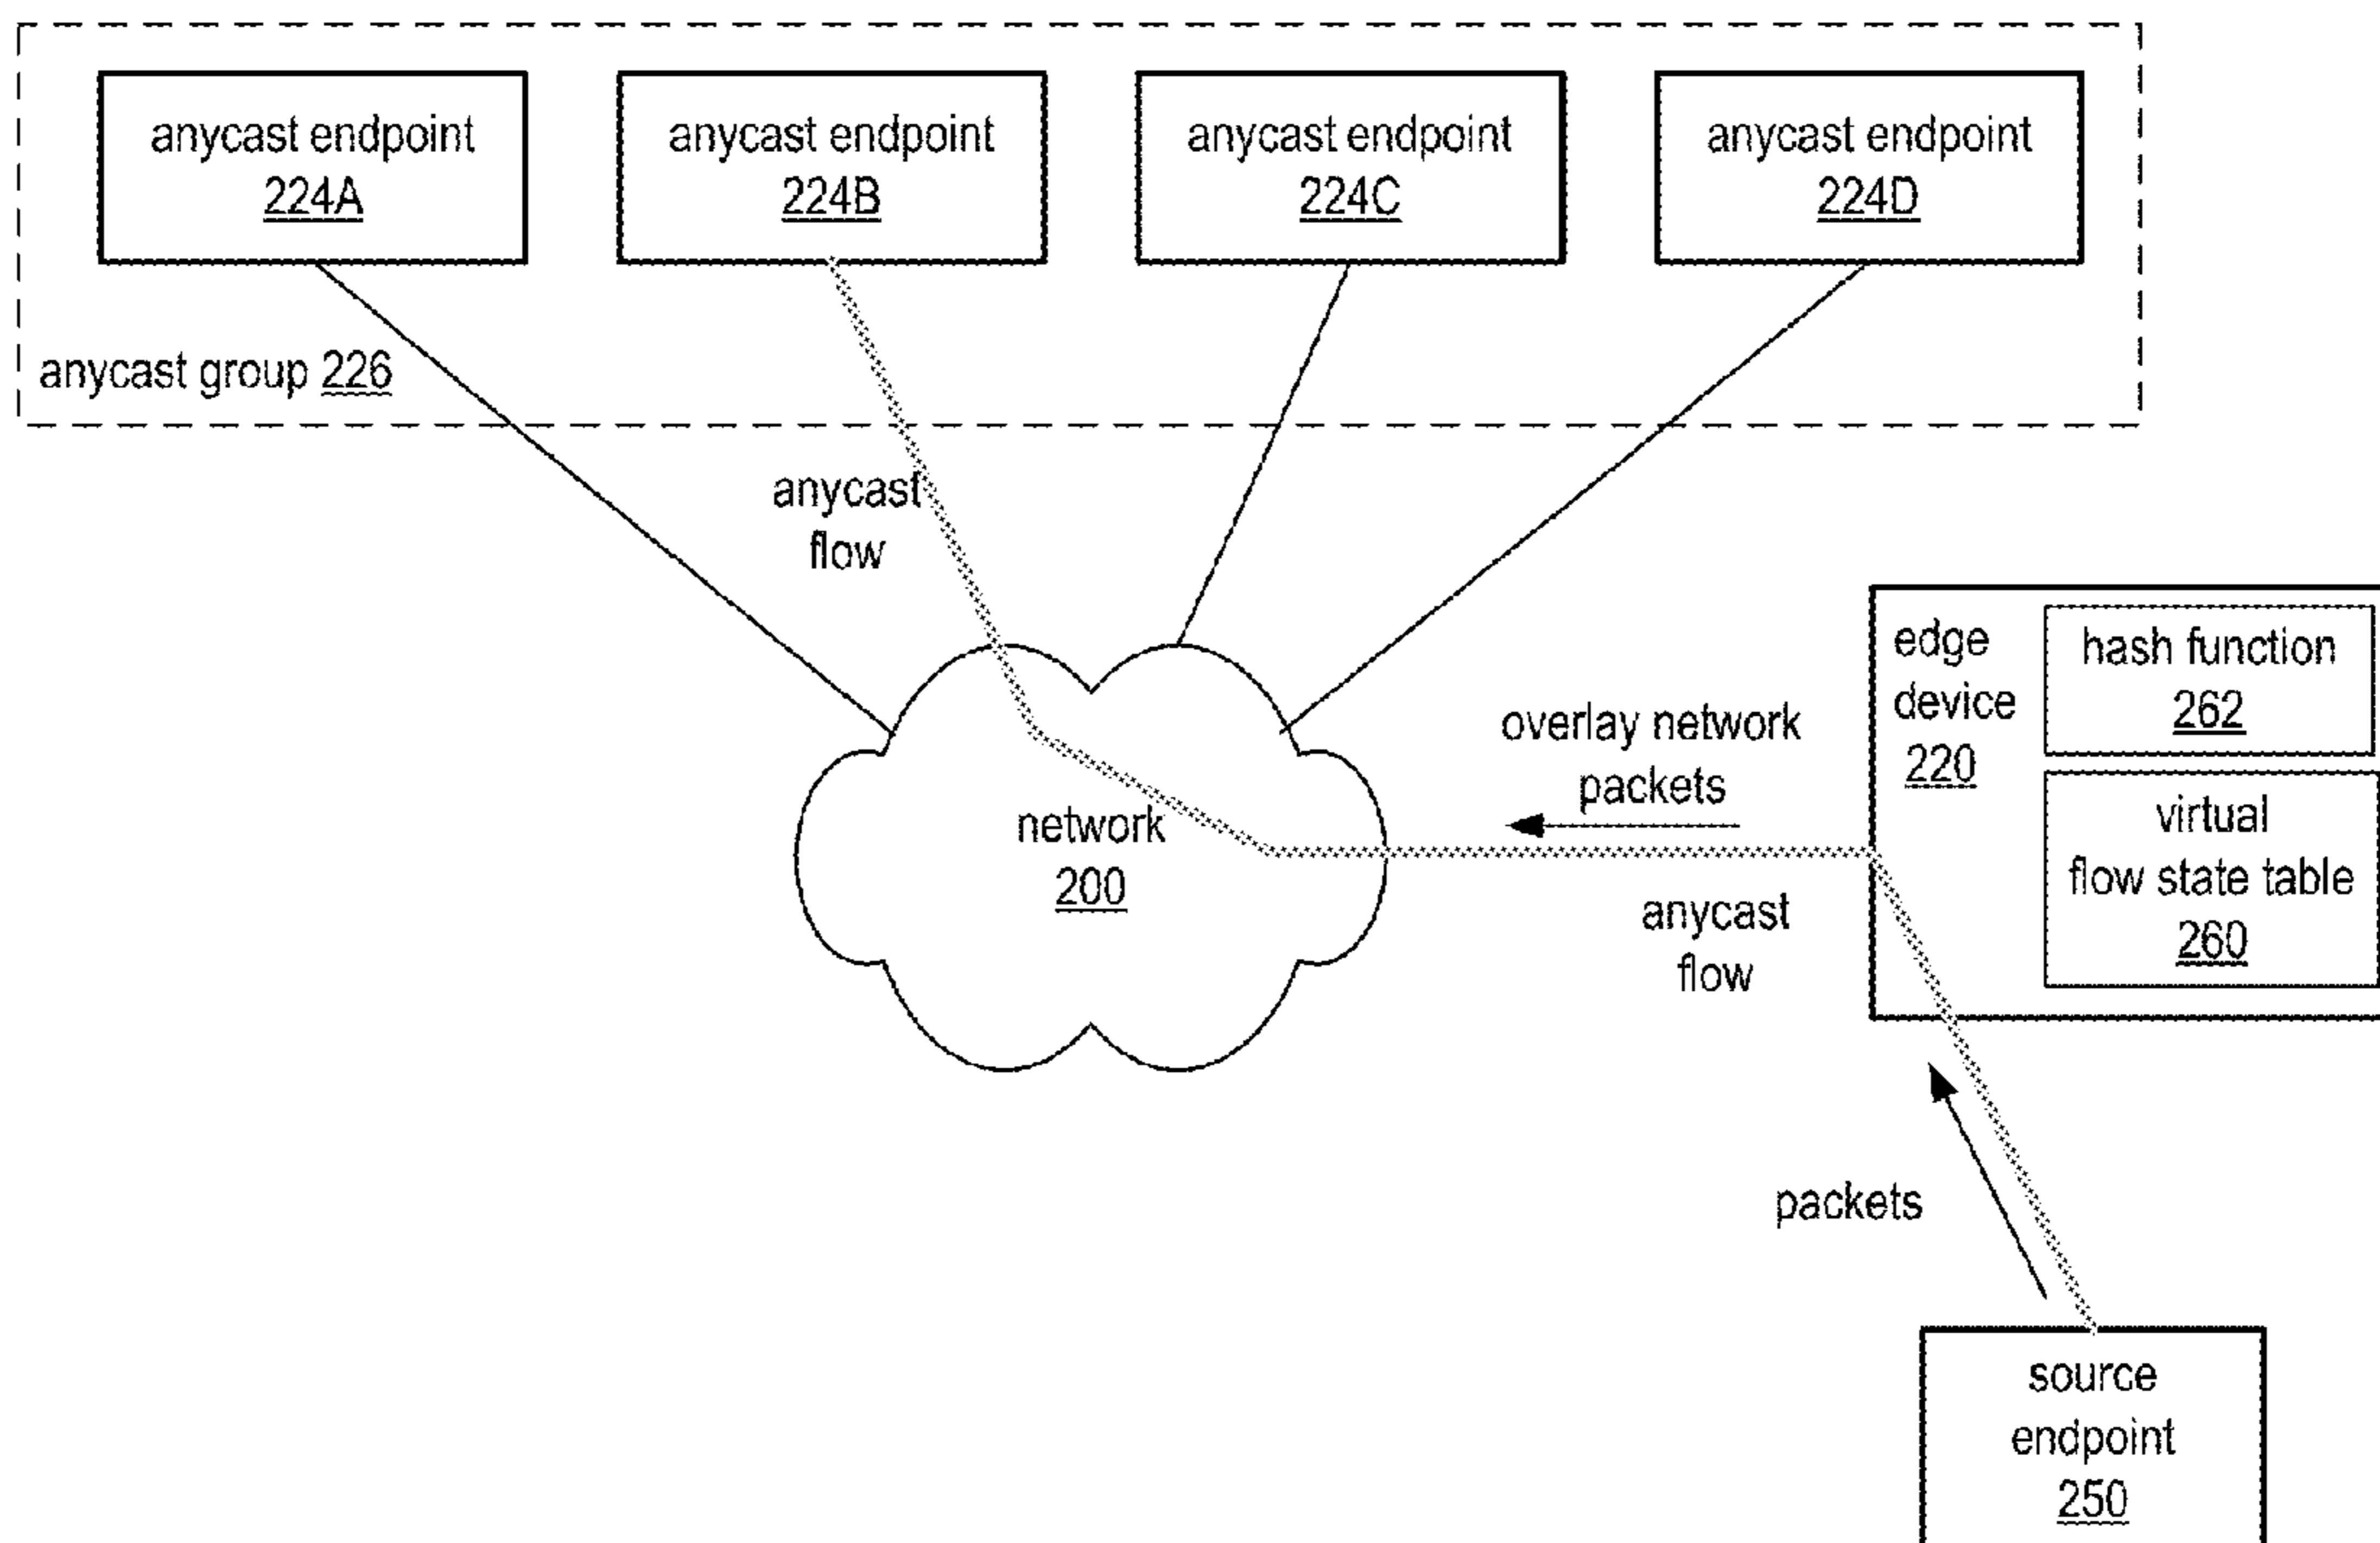 anycast endpoint
224A
anycast endpoint
224B
anycast endpoint
224C
anycast endpoint
224D
anycast group 226
anycast
flow
edge
device
220
hash function
262
virtual
flow state table
260
overlay network
packets
network
200
anycast
flow
packets
source
endpoint
250